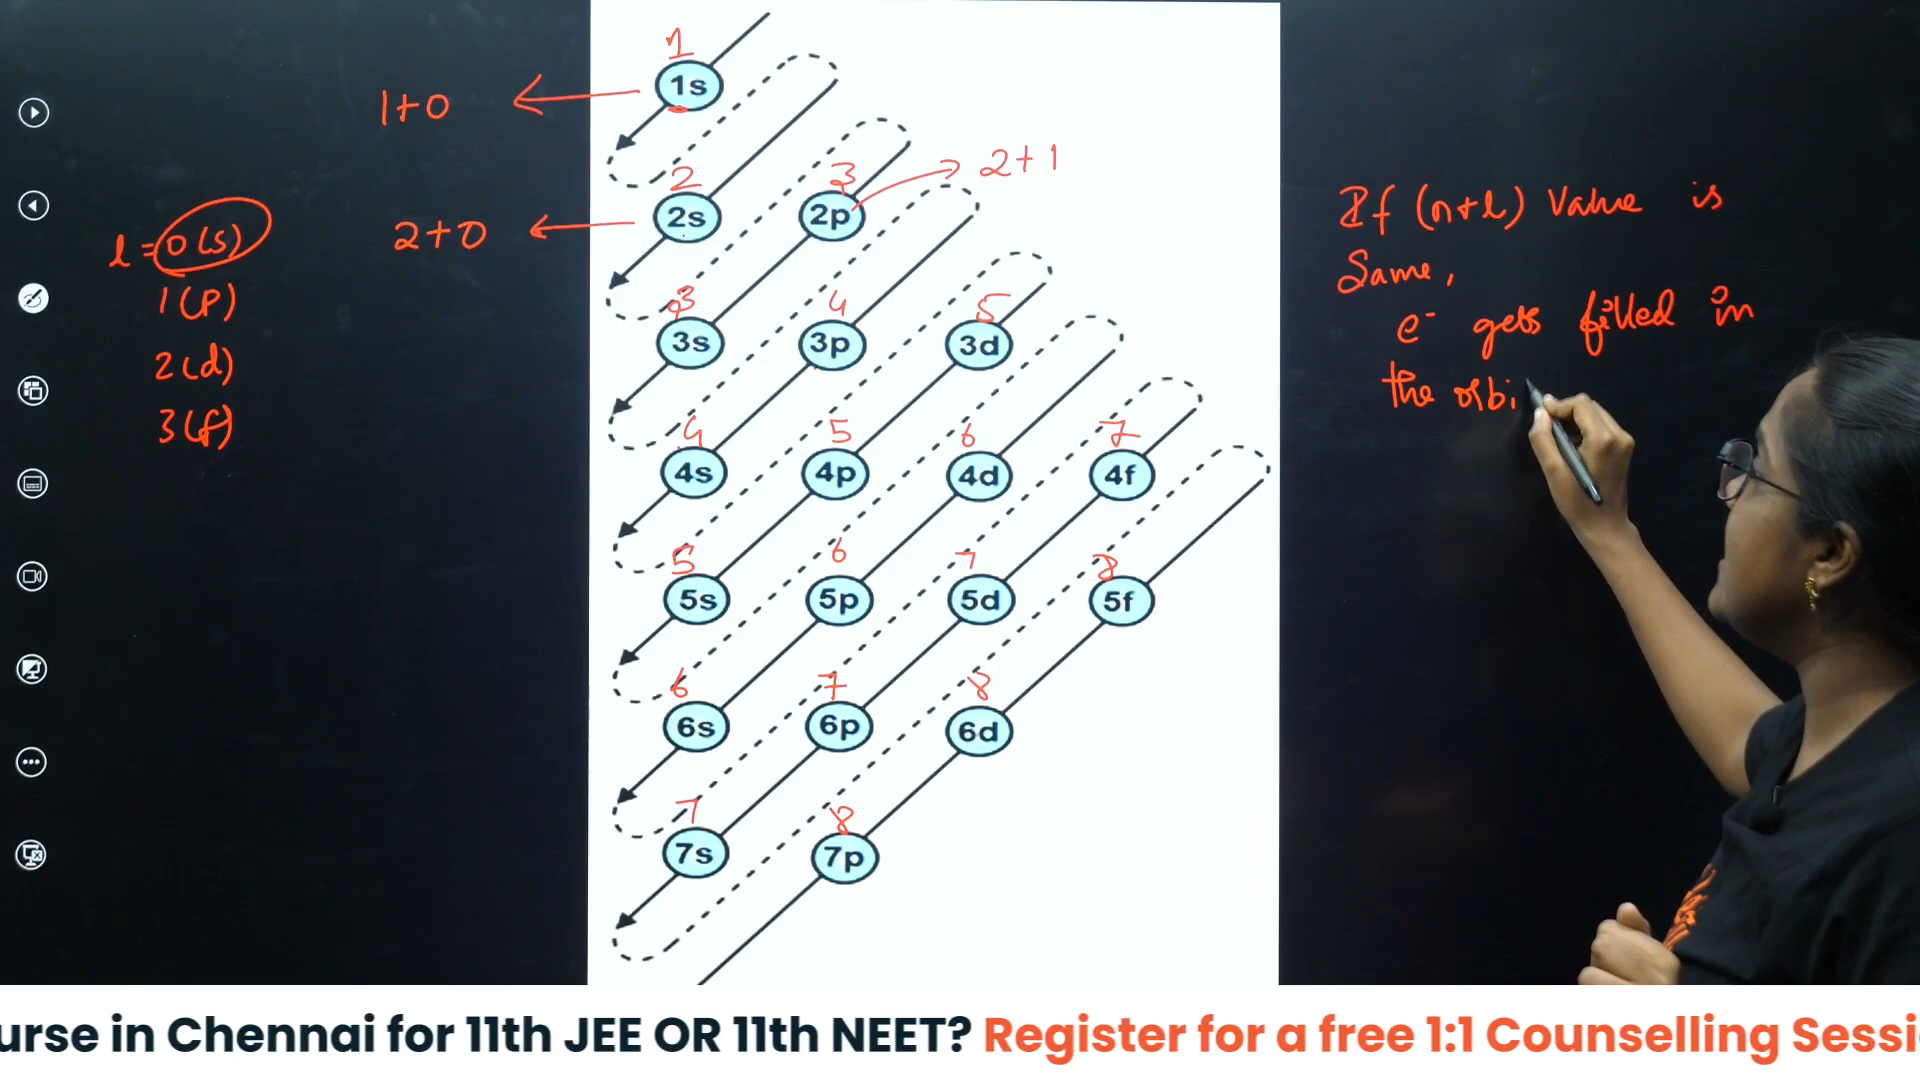 1
1s
1+0
2
3
2+1
2s
2p
2+0
3
4
5
3s
3p
3d
4
5
6
7
4s
4p
4d
4f
5
6
7
8
5s
5p
5d
5f
6
7
8
6s
6p
6d
7
8
7s
7p
l = 0(s)
1(p)
2(d)
3(f)
If (n+l) Value is
Same,
e⁻ gets filled in
the orbi
urse in Chennai for 11th JEE OR 11th NEET? Register for a free 1:1 Counselling Sessi